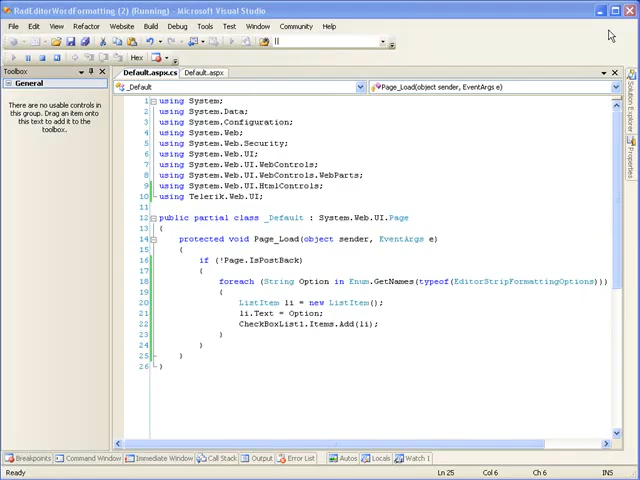 RadEditorWordFormatting (2) (Running) - Microsoft Visual Studio
File Edit View Refactor Website Build Debug Tools Test Window Community Help
Hex
Toolbox
General
There are no usable controls in
this group. Drag an item onto
this text to add it to the
toolbox.
Default.aspx.cs Default.aspx
_Default
Page_Load(object sender, EventArgs e)
1 using System;
2 using System.Data;
3 using System.Configuration;
4 using System.Web;
5 using System.Web.Security;
6 using System.Web.UI;
7 using System.Web.UI.WebControls;
8 using System.Web.UI.WebControls.WebParts;
9 using System.Web.UI.HtmlControls;
10 using Telerik.Web.UI;
11
12 public partial class _Default : System.Web.UI.Page
13 {
14 protected void Page_Load(object sender, EventArgs e)
15 {
16 if (!Page.IsPostBack)
17 {
18 foreach (String Option in Enum.GetNames(typeof(EditorStripFormattingOptions)))
19 {
20 ListItem li = new ListItem();
21 li.Text = Option;
22 CheckBoxList1.Items.Add(li);
23 }
24 }
25 }
26 }
Solution Explorer
Properties
Breakpoints Command Window Immediate Window Call Stack Output Error List Autos Locals Watch 1
Ready Ln 25 Col 6 Ch 6 INS